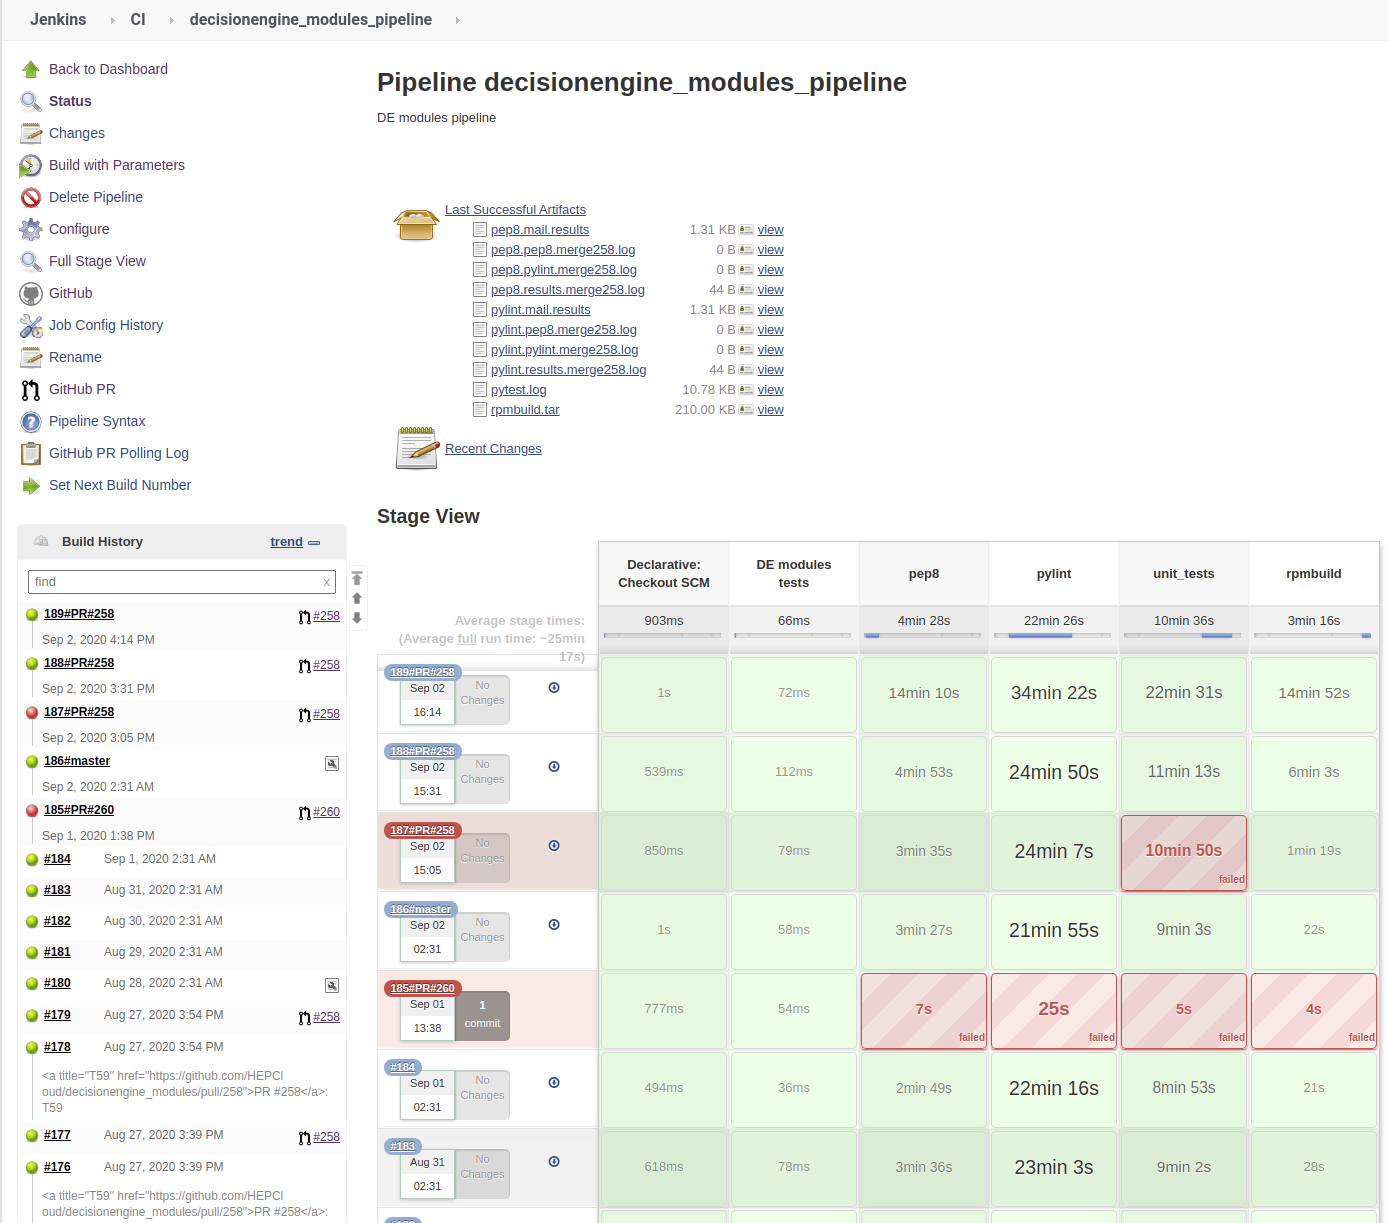 Jenkins CI decisionengine_modules_pipeline
Back to Dashboard
Status
Changes
Build with Parameters
Delete Pipeline
Configure
Full Stage View
GitHub
Job Config History
Rename
GitHub PR
Pipeline Syntax
GitHub PR Polling Log
Set Next Build Number
Build History trend
find x
189#PR#258 #258
Sep 2, 2020 4:14 PM
188#PR#258 #258
Sep 2, 2020 3:31 PM
187#PR#258 #258
Sep 2, 2020 3:05 PM
186#master
Sep 2, 2020 2:31 AM
185#PR#260 #260
Sep 1, 2020 1:38 PM
#184 Sep 1, 2020 2:31 AM
#183 Aug 31, 2020 2:31 AM
#182 Aug 30, 2020 2:31 AM
#181 Aug 29, 2020 2:31 AM
#180 Aug 28, 2020 2:31 AM
#179 Aug 27, 2020 3:54 PM #258
#178 Aug 27, 2020 3:54 PM
<a title="T59" href="https://github.com/HEPCl
oud/decisionengine_modules/pull/258">PR #258</a>:
T59
#177 Aug 27, 2020 3:39 PM #258
#176 Aug 27, 2020 3:39 PM
<a title="T59" href="https://github.com/HEPCl
oud/decisionengine_modules/pull/258">PR #258</a>:
Pipeline decisionengine_modules_pipeline
DE modules pipeline
Last Successful Artifacts
pep8.mail.results 1.31 KB view
pep8.pep8.merge258.log 0 B view
pep8.pylint.merge258.log 0 B view
pep8.results.merge258.log 44 B view
pylint.mail.results 1.31 KB view
pylint.pep8.merge258.log 0 B view
pylint.pylint.merge258.log 0 B view
pylint.results.merge258.log 44 B view
pytest.log 10.78 KB view
rpmbuild.tar 210.00 KB view
Recent Changes
Stage View
Declarative:
Checkout SCM
DE modules
tests
pep8 pylint unit_tests rpmbuild
Average stage times:
(Average full run time: ~25min
17s)
903ms 66ms 4min 28s 22min 26s 10min 36s 3min 16s
189#PR#258
Sep 02
16:14
No
Changes
1s 72ms 14min 10s 34min 22s 22min 31s 14min 52s
188#PR#258
Sep 02
15:31
No
Changes
539ms 112ms 4min 53s 24min 50s 11min 13s 6min 3s
187#PR#258
Sep 02
15:05
No
Changes
850ms 79ms 3min 35s 24min 7s 10min 50s 1min 19s
failed
186#master
Sep 02
02:31
No
Changes
1s 58ms 3min 27s 21min 55s 9min 3s 22s
185#PR#260
Sep 01
13:38
1
commit
777ms 54ms 7s 25s 5s 4s
failed failed failed failed
#184
Sep 01
02:31
No
Changes
494ms 36ms 2min 49s 22min 16s 8min 53s 21s
#183
Aug 31
02:31
No
Changes
618ms 78ms 3min 36s 23min 3s 9min 2s 28s